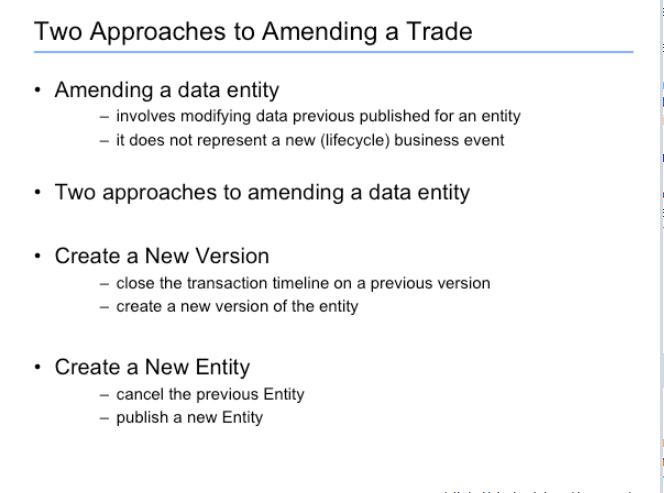 Two Approaches to Amending a Trade
• Amending a data entity
– involves modifying data previous published for an entity
– it does not represent a new (lifecycle) business event
• Two approaches to amending a data entity
• Create a New Version
– close the transaction timeline on a previous version
– create a new version of the entity
• Create a New Entity
– cancel the previous Entity
– publish a new Entity